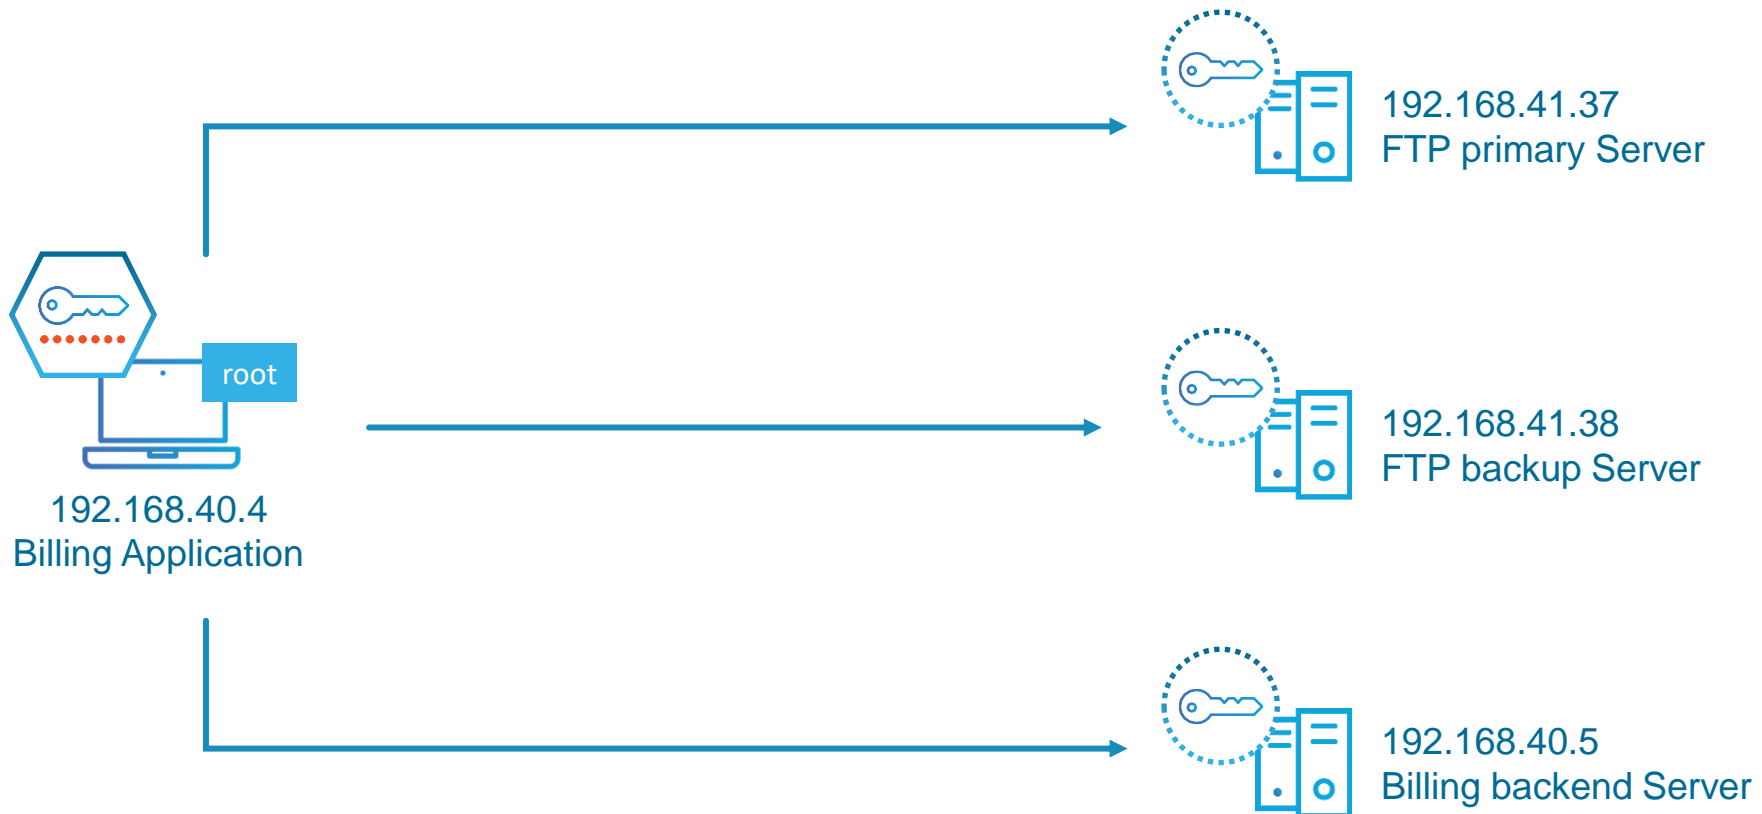 192.168.41.37
FTP primary Server
root
192.168.41.38
FTP backup Server
192.168.40.4
Billing Application
192.168.40.5
Billing backend Server